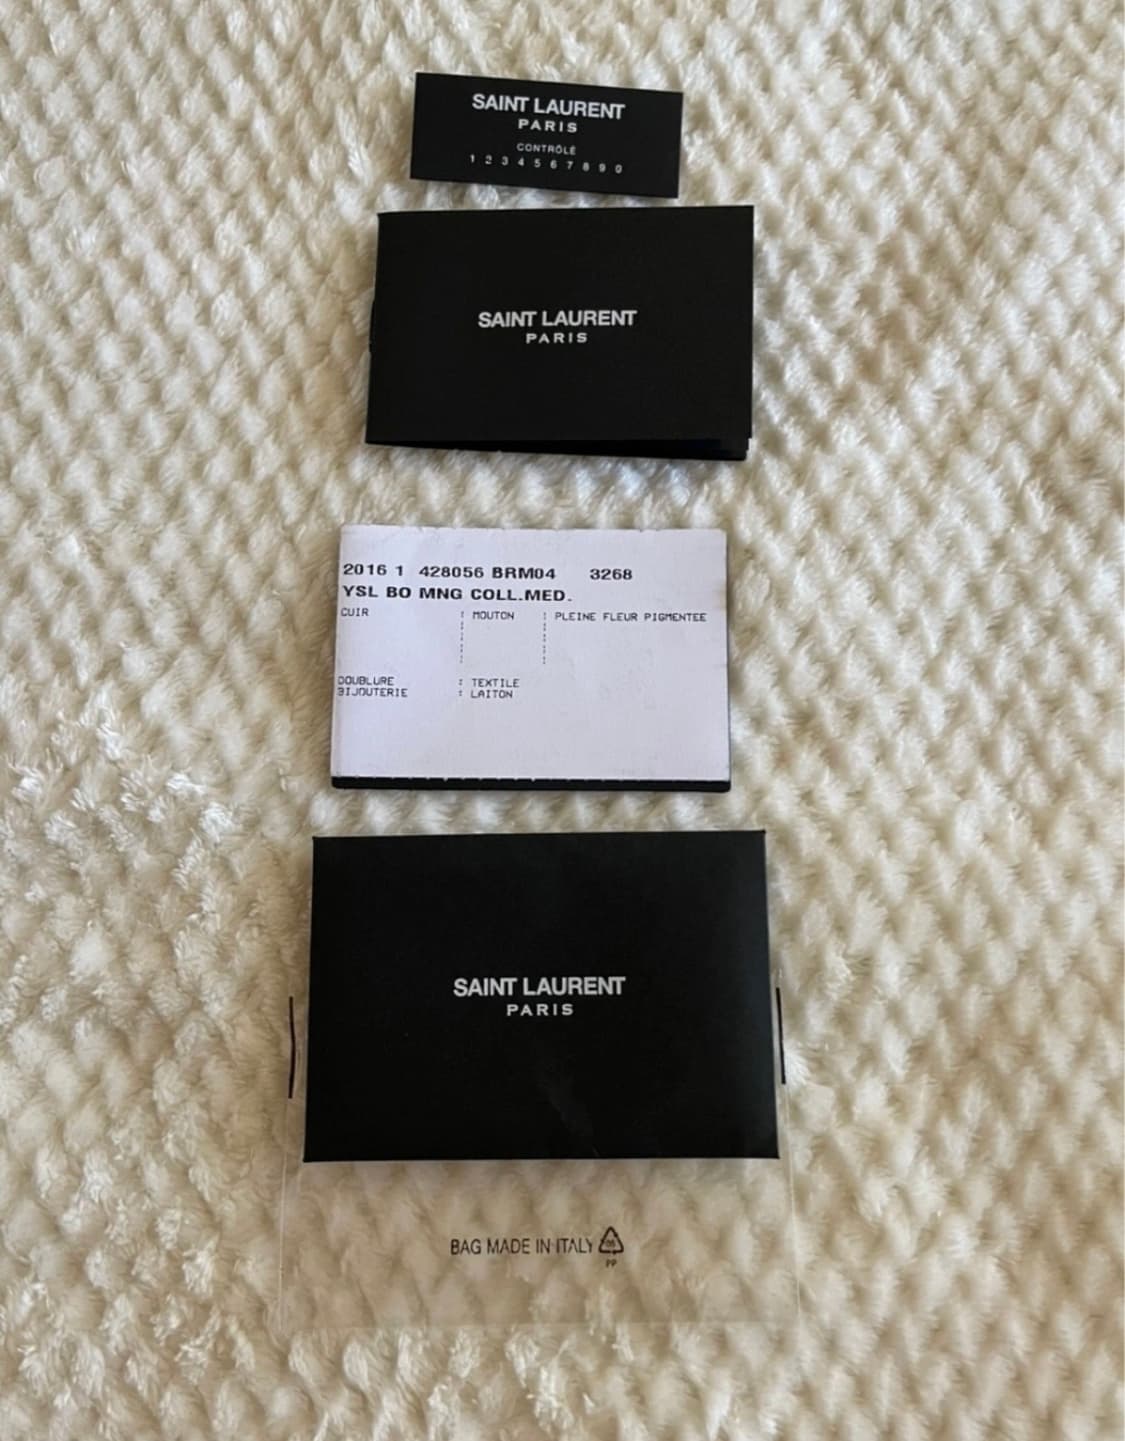 SAINT LAURENT
PARIS
CONTRÔLE
1 2 3 4 5 6 7 8 9 0
SAINT LAURENT
PARIS
2016 1 428056 BRM04 3268
YSL BO MNG COLL.MED.
CUIR : MOUTON : PLEINE FLEUR PIGMENTEE
DOUBLURE : TEXTILE
BIJOUTERIE : LAITON
SAINT LAURENT
PARIS
BAG MADE IN ITALY
PP